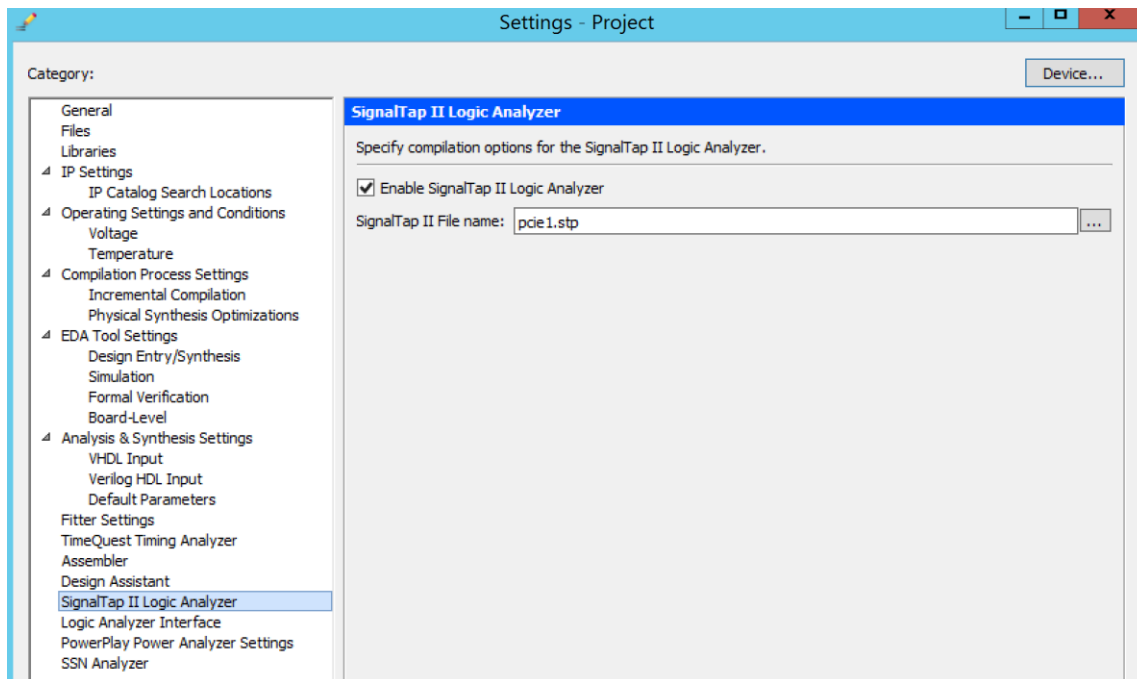 Settings - Project
Category:
Device...
General
Files
Libraries
IP Settings
IP Catalog Search Locations
Operating Settings and Conditions
Voltage
Temperature
Compilation Process Settings
Incremental Compilation
Physical Synthesis Optimizations
EDA Tool Settings
Design Entry/Synthesis
Simulation
Formal Verification
Board-Level
Analysis & Synthesis Settings
VHDL Input
Verilog HDL Input
Default Parameters
Fitter Settings
TimeQuest Timing Analyzer
Assembler
Design Assistant
SignalTap II Logic Analyzer
Logic Analyzer Interface
PowerPlay Power Analyzer Settings
SSN Analyzer
SignalTap II Logic Analyzer
Specify compilation options for the SignalTap II Logic Analyzer.
Enable SignalTap II Logic Analyzer
SignalTap II File name: pcie1.stp ...